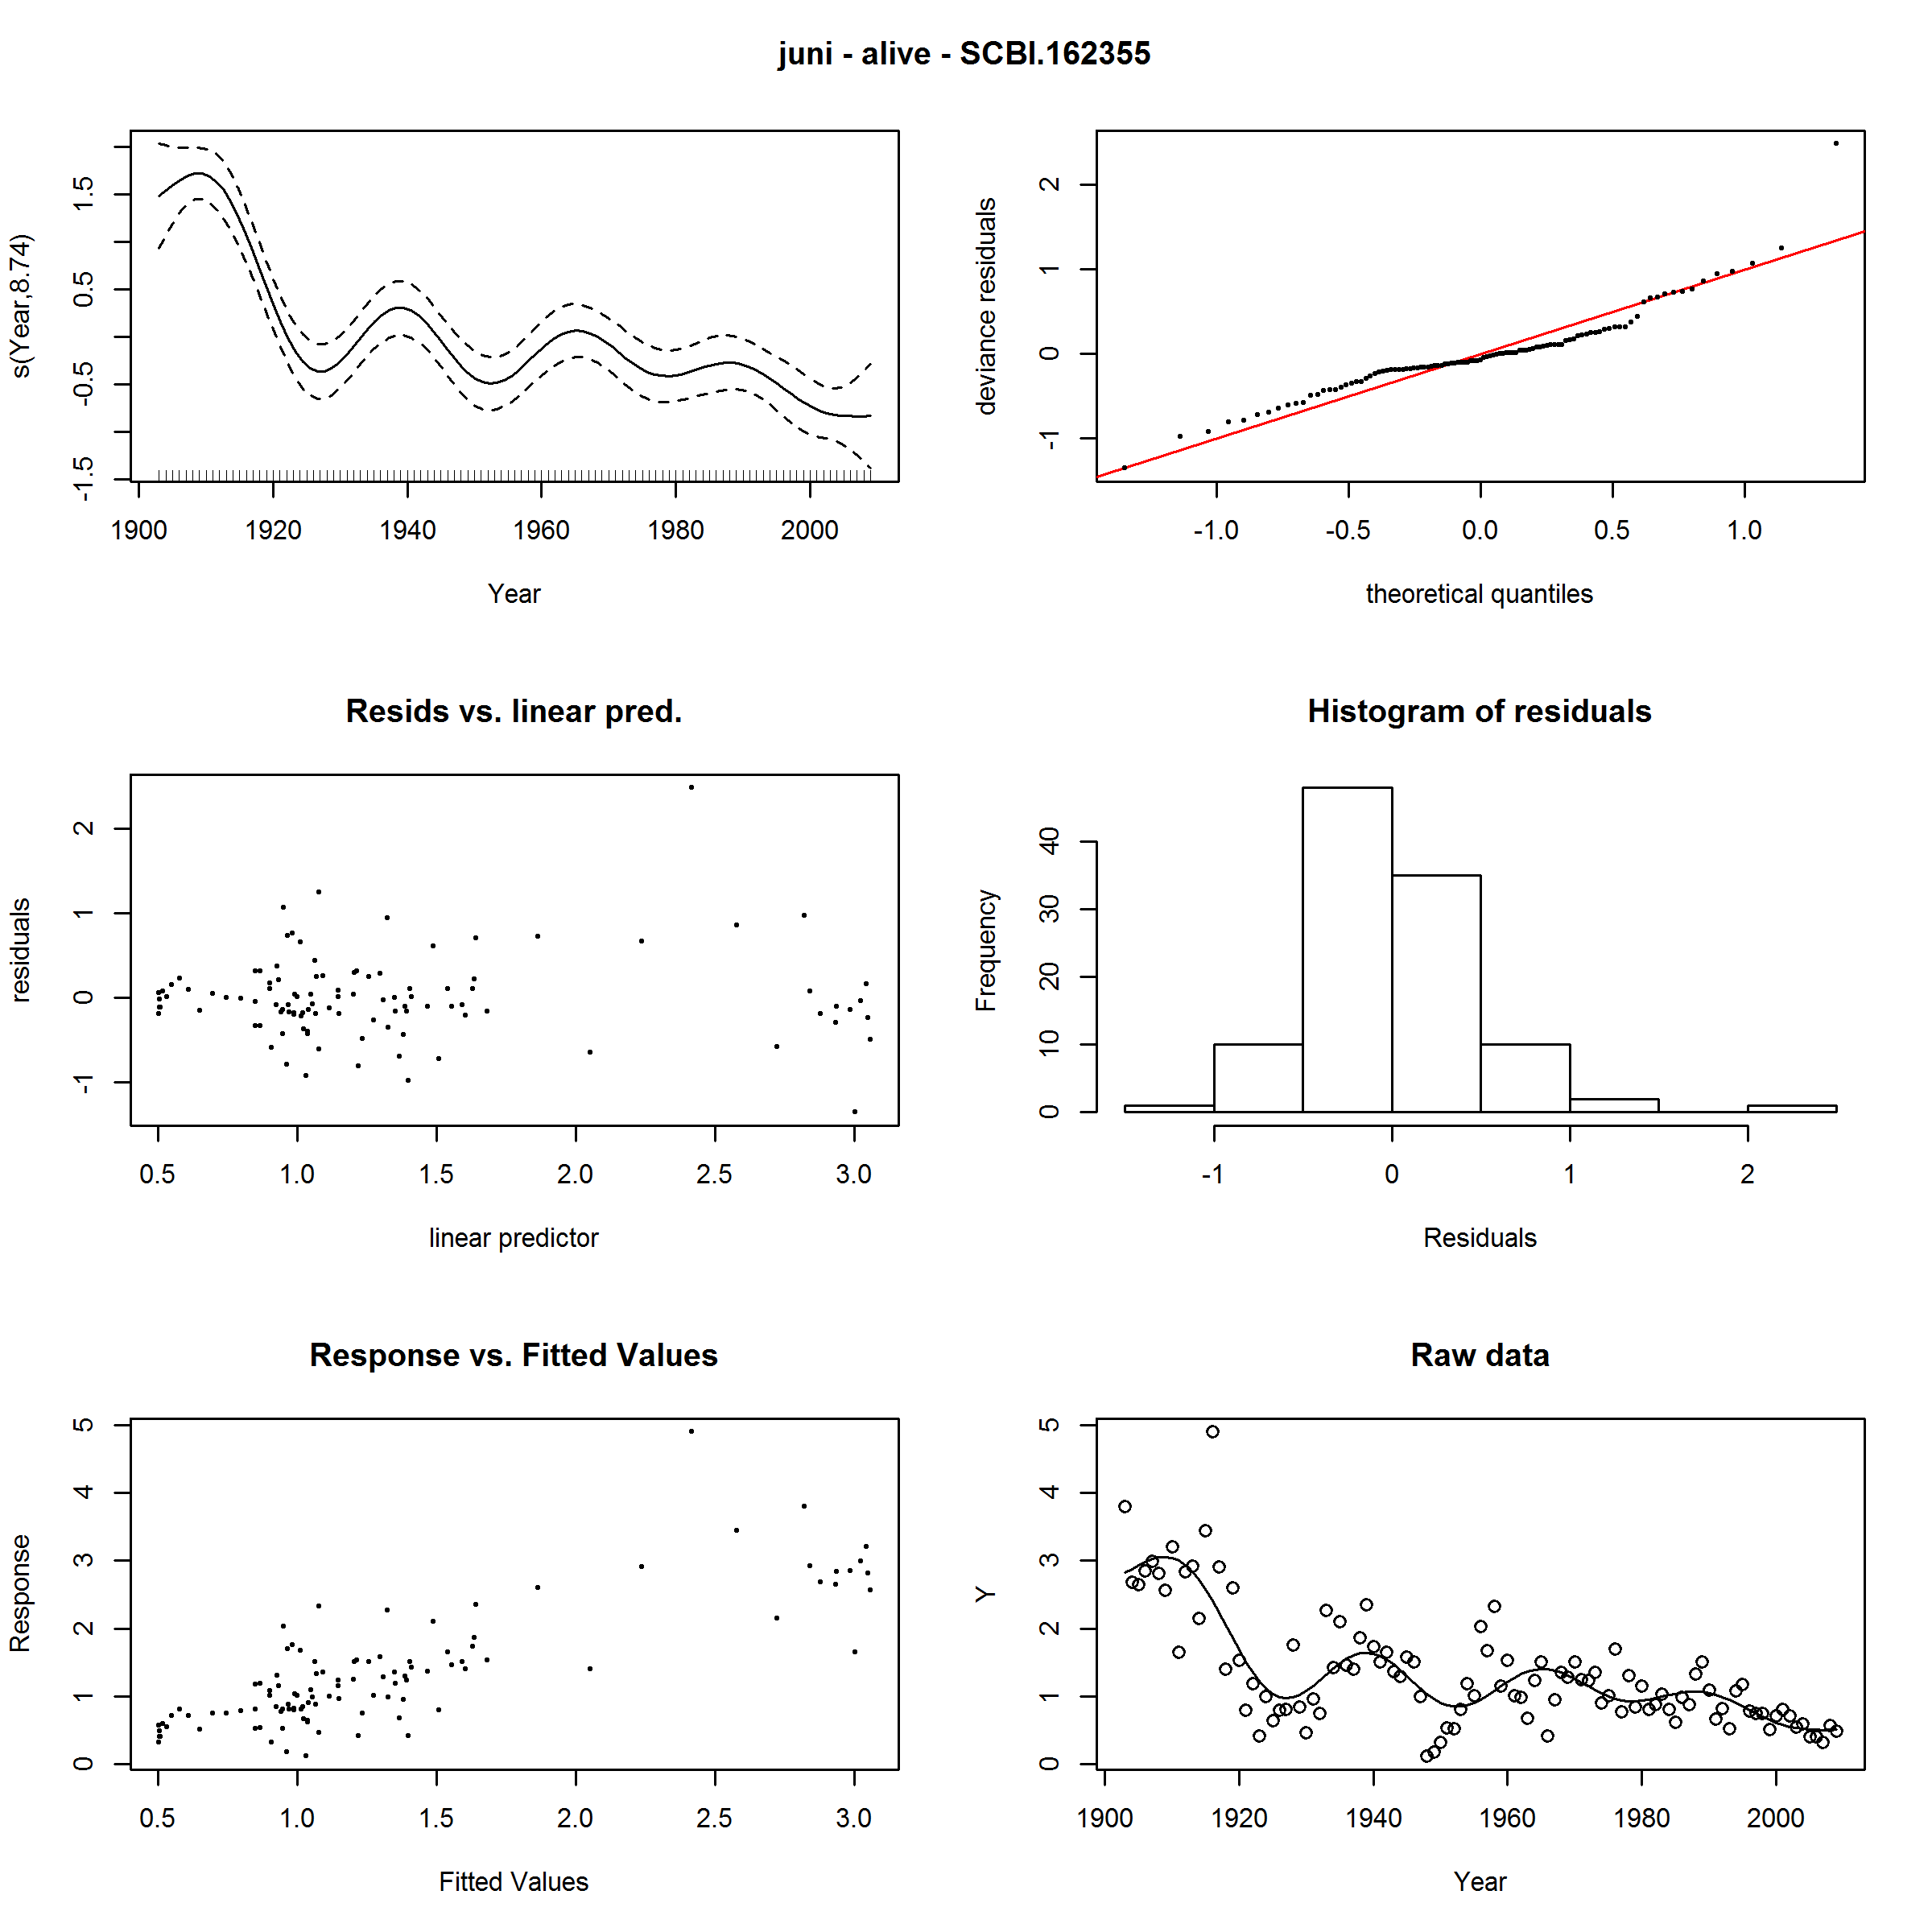 juni - alive - SCBI.162355
s(Year,8.74)
-1.5 -0.5 0.5 1.5
1900 1920 1940 1960 1980 2000
Year
deviance residuals
-1 0 1 2
-1.0 -0.5 0.0 0.5 1.0
theoretical quantiles
Resids vs. linear pred.
residuals
-1 0 1 2
0.5 1.0 1.5 2.0 2.5 3.0
linear predictor
Histogram of residuals
Frequency
0 10 20 30 40
-1 0 1 2
Residuals
Response vs. Fitted Values
Response
0 1 2 3 4 5
0.5 1.0 1.5 2.0 2.5 3.0
Fitted Values
Raw data
Y
0 1 2 3 4 5
1900 1920 1940 1960 1980 2000
Year